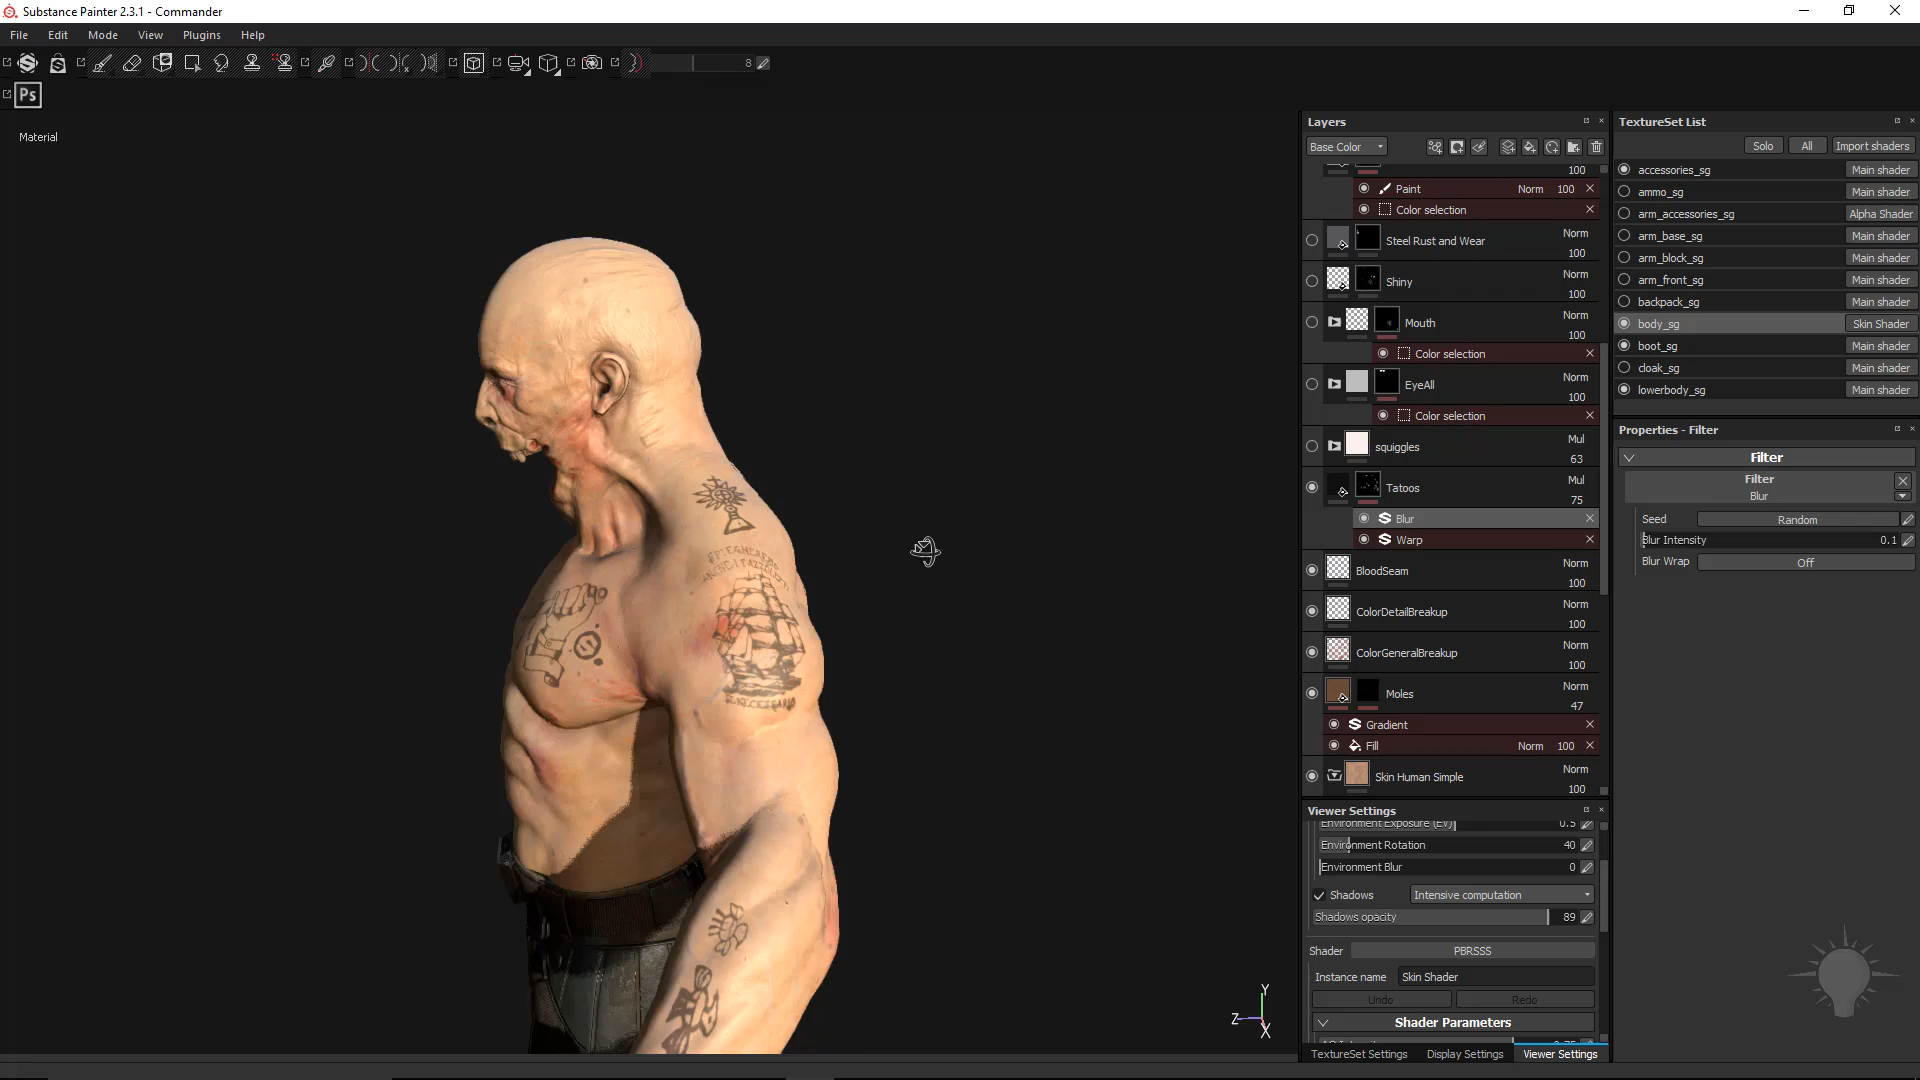 Substance Painter 2.3.1 - Commander
File Edit Mode View Plugins Help
8
Ps
Material
Layers
Base Color
100
Paint Norm 100
Color selection
Steel Rust and Wear Norm 100
Shiny Norm 100
Mouth Norm 100
Color selection
EyeAll Norm 100
Color selection
squiggles Mul 63
Tatoos Mul 75
Blur
Warp
BloodSeam Norm 100
ColorDetailBreakup Norm 100
ColorGeneralBreakup Norm 100
Moles Norm 47
Gradient
Fill Norm 100
Skin Human Simple Norm 100
Viewer Settings
Environment Exposure (EV) 0.5
Environment Rotation 40
Environment Blur 0
Shadows Intensive computation
Shadows opacity 89
Shader PBRSSS
Instance name Skin Shader
Undo Redo
Shader Parameters
TextureSet Settings Display Settings Viewer Settings
TextureSet List
Solo All Import shaders
accessories_sg Main shader
ammo_sg Main shader
arm_accessories_sg Alpha Shader
arm_base_sg Main shader
arm_block_sg Main shader
arm_front_sg Main shader
backpack_sg Main shader
body_sg Skin Shader
boot_sg Main shader
cloak_sg Main shader
lowerbody_sg Main shader
Properties - Filter
Filter
Filter
Blur
Seed Random
Blur Intensity 0.1
Blur Wrap Off
Y
Z
X